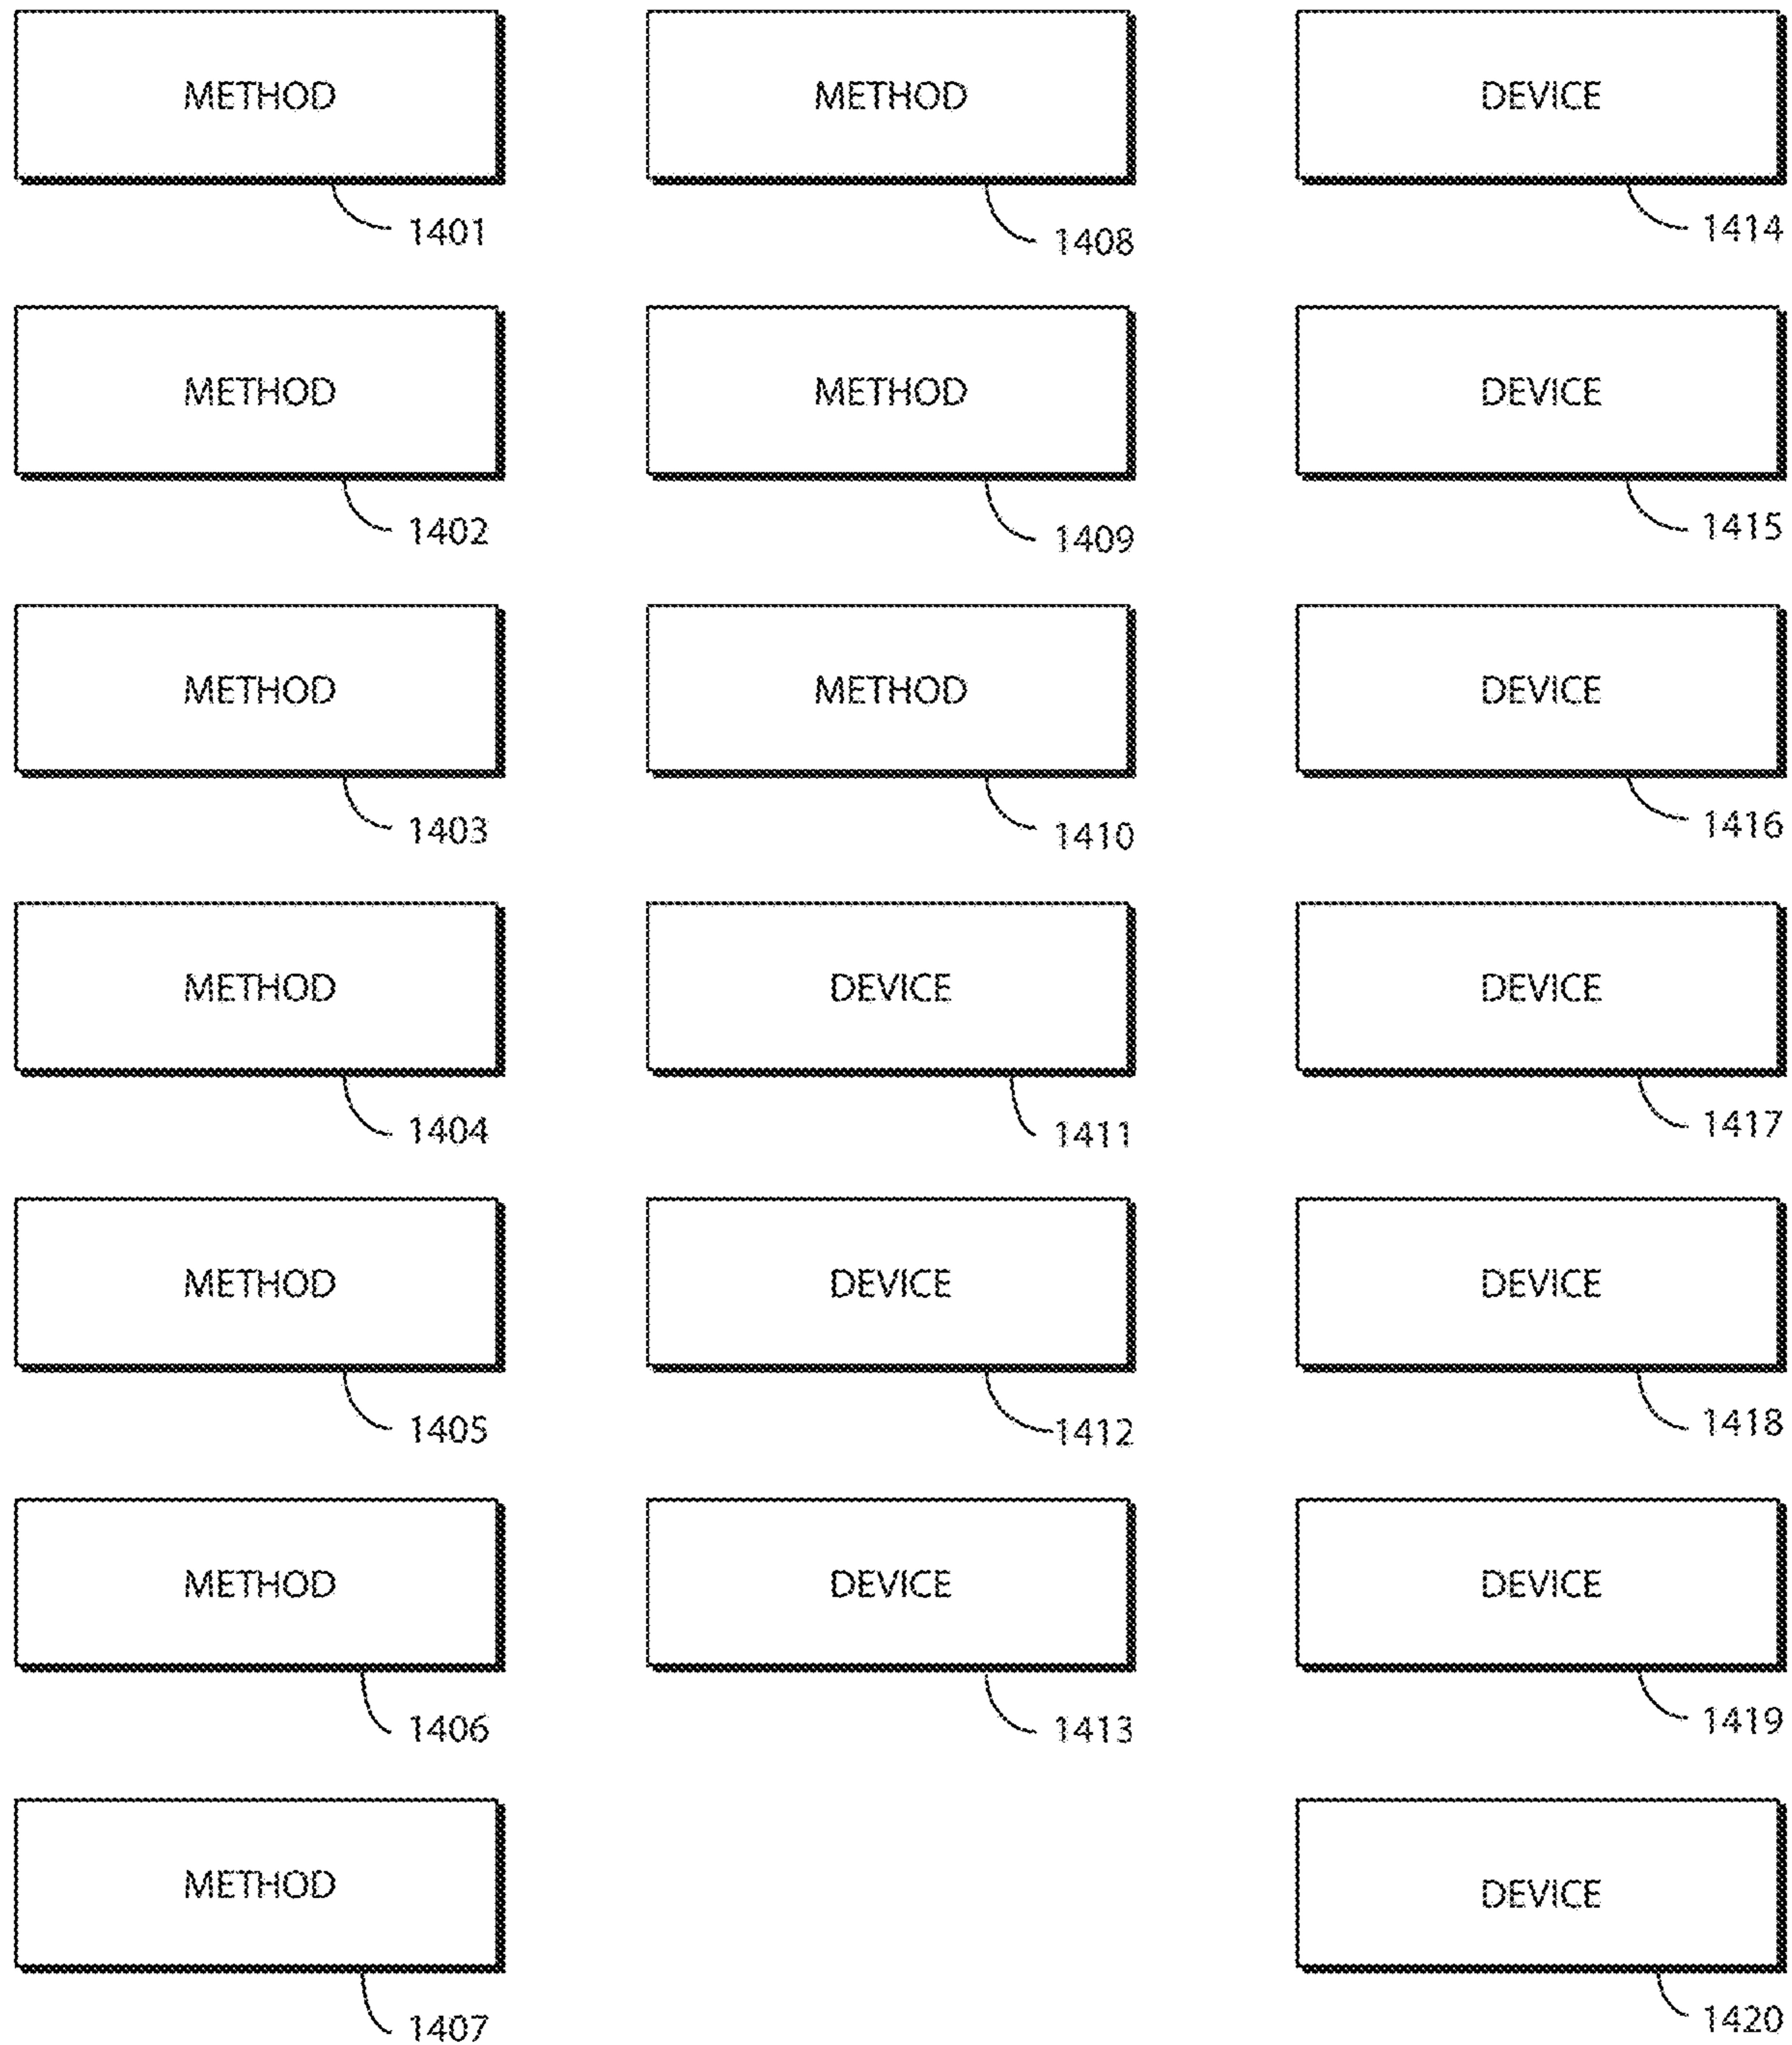 METHOD
1401
METHOD
1402
METHOD
1403
METHOD
1404
METHOD
1405
METHOD
1406
METHOD
1407
METHOD
1408
METHOD
1409
METHOD
1410
DEVICE
1411
DEVICE
1412
DEVICE
1413
DEVICE
1414
DEVICE
1415
DEVICE
1416
DEVICE
1417
DEVICE
1418
DEVICE
1419
DEVICE
1420